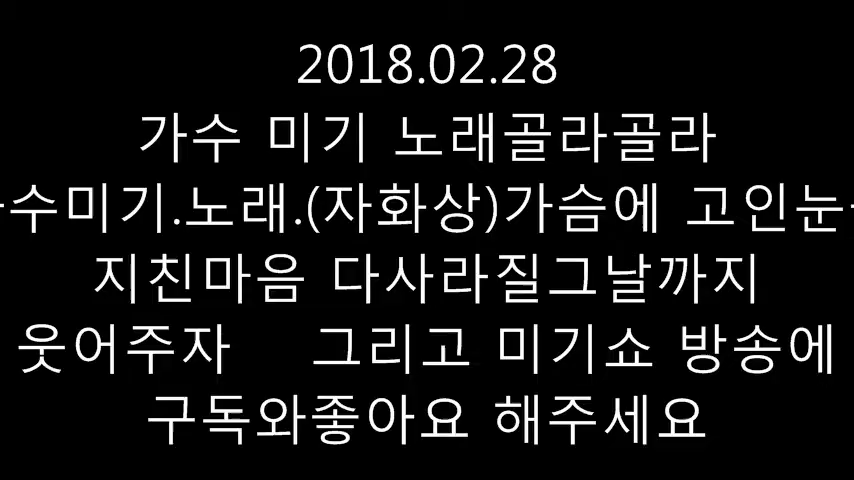 2018.02.28
가수 미기 노래골라골라
수미기.노래.(자화상)가슴에 고인눈
지친마음 다사라질그날까지
웃어주자 그리고 미기쇼 방송에
구독와좋아요 해주세요